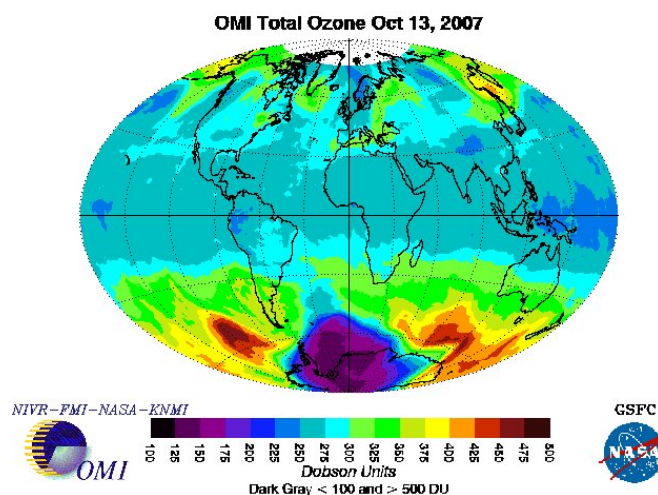 OMI Total Ozone Oct 13, 2007
NIVR-FMI-NASA-KNMI
GSFC
OMI
NASA
100 125 150 175 200 225 250 275 300 325 350 375 400 425 450 475 500
Dobson Units
Dark Gray < 100 and > 500 DU